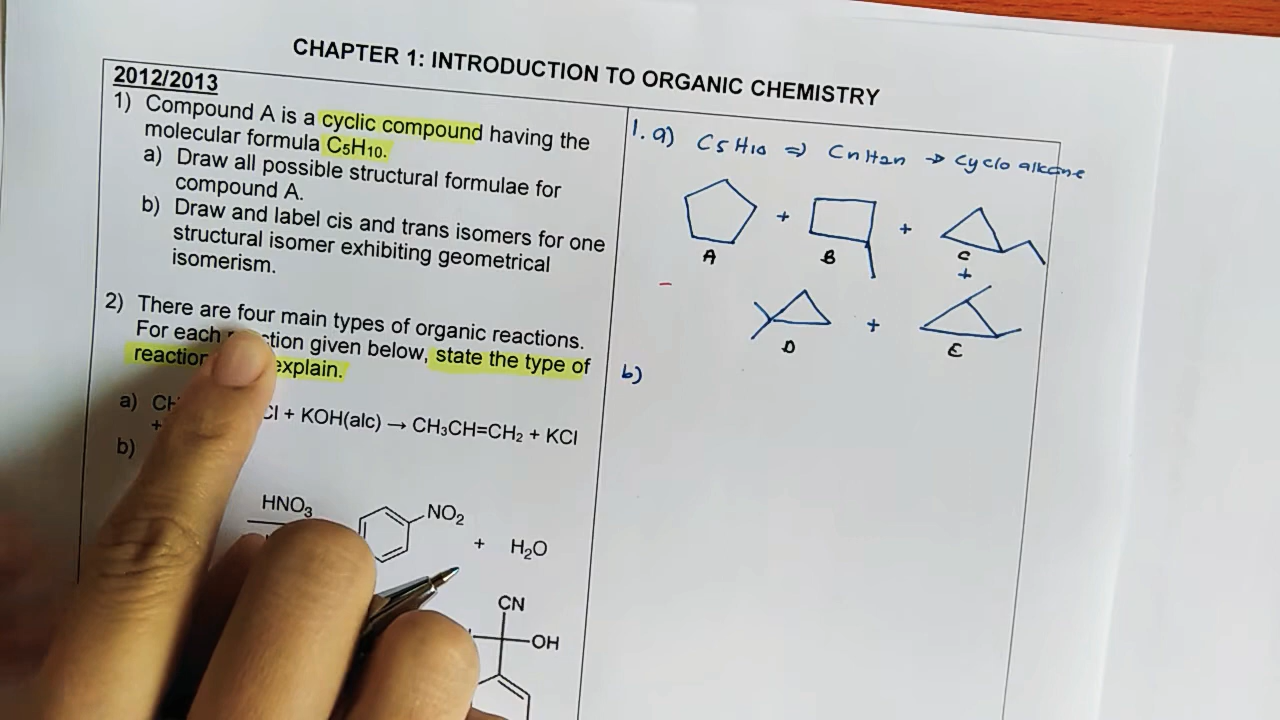 CHAPTER 1: INTRODUCTION TO ORGANIC CHEMISTRY
2012/2013
1) Compound A is a cyclic compound having the
molecular formula C₅H₁₀.
a) Draw all possible structural formulae for
compound A.
b) Draw and label cis and trans isomers for one
structural isomer exhibiting geometrical
isomerism.
2) There are four main types of organic reactions.
For each given below, state the type of
explain.
a) + KOH(alc) → CH₃CH=CH₂ + KCl
+
b)
HNO₃
NO₂
+ H₂O
CN
OH
1. a) C5H10 ⇒ CnH2n → Cyclo alkane
+ +
A B C
+
+
D E
b)